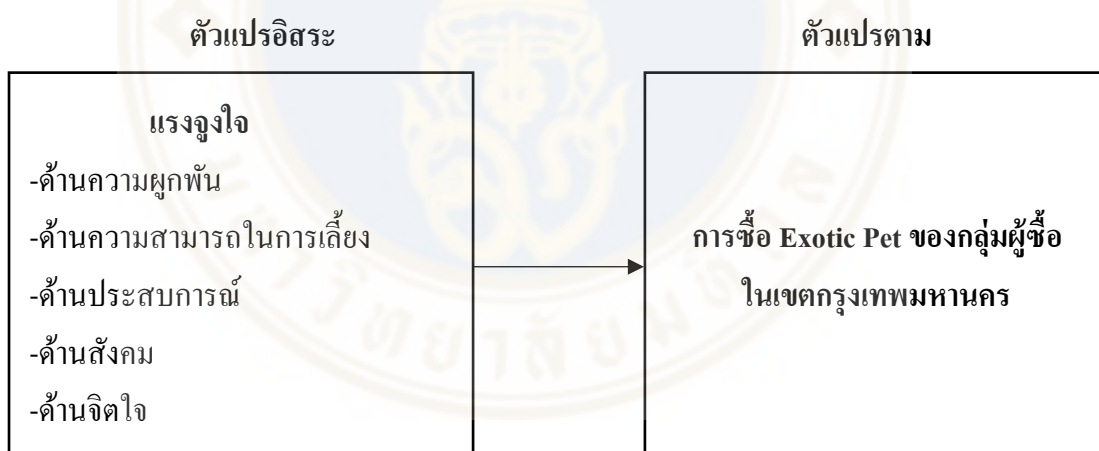 ตัวแปรอิสระ
ตัวแปรตาม
แรงจูงใจ
-ด้านความผูกพัน
-ด้านความสามารถในการเลี้ยง
-ด้านประสบการณ์
-ด้านสังคม
-ด้านจิตใจ
การซื้อ Exotic Pet ของกลุ่มผู้ซื้อ
ในเขตกรุงเทพมหานคร